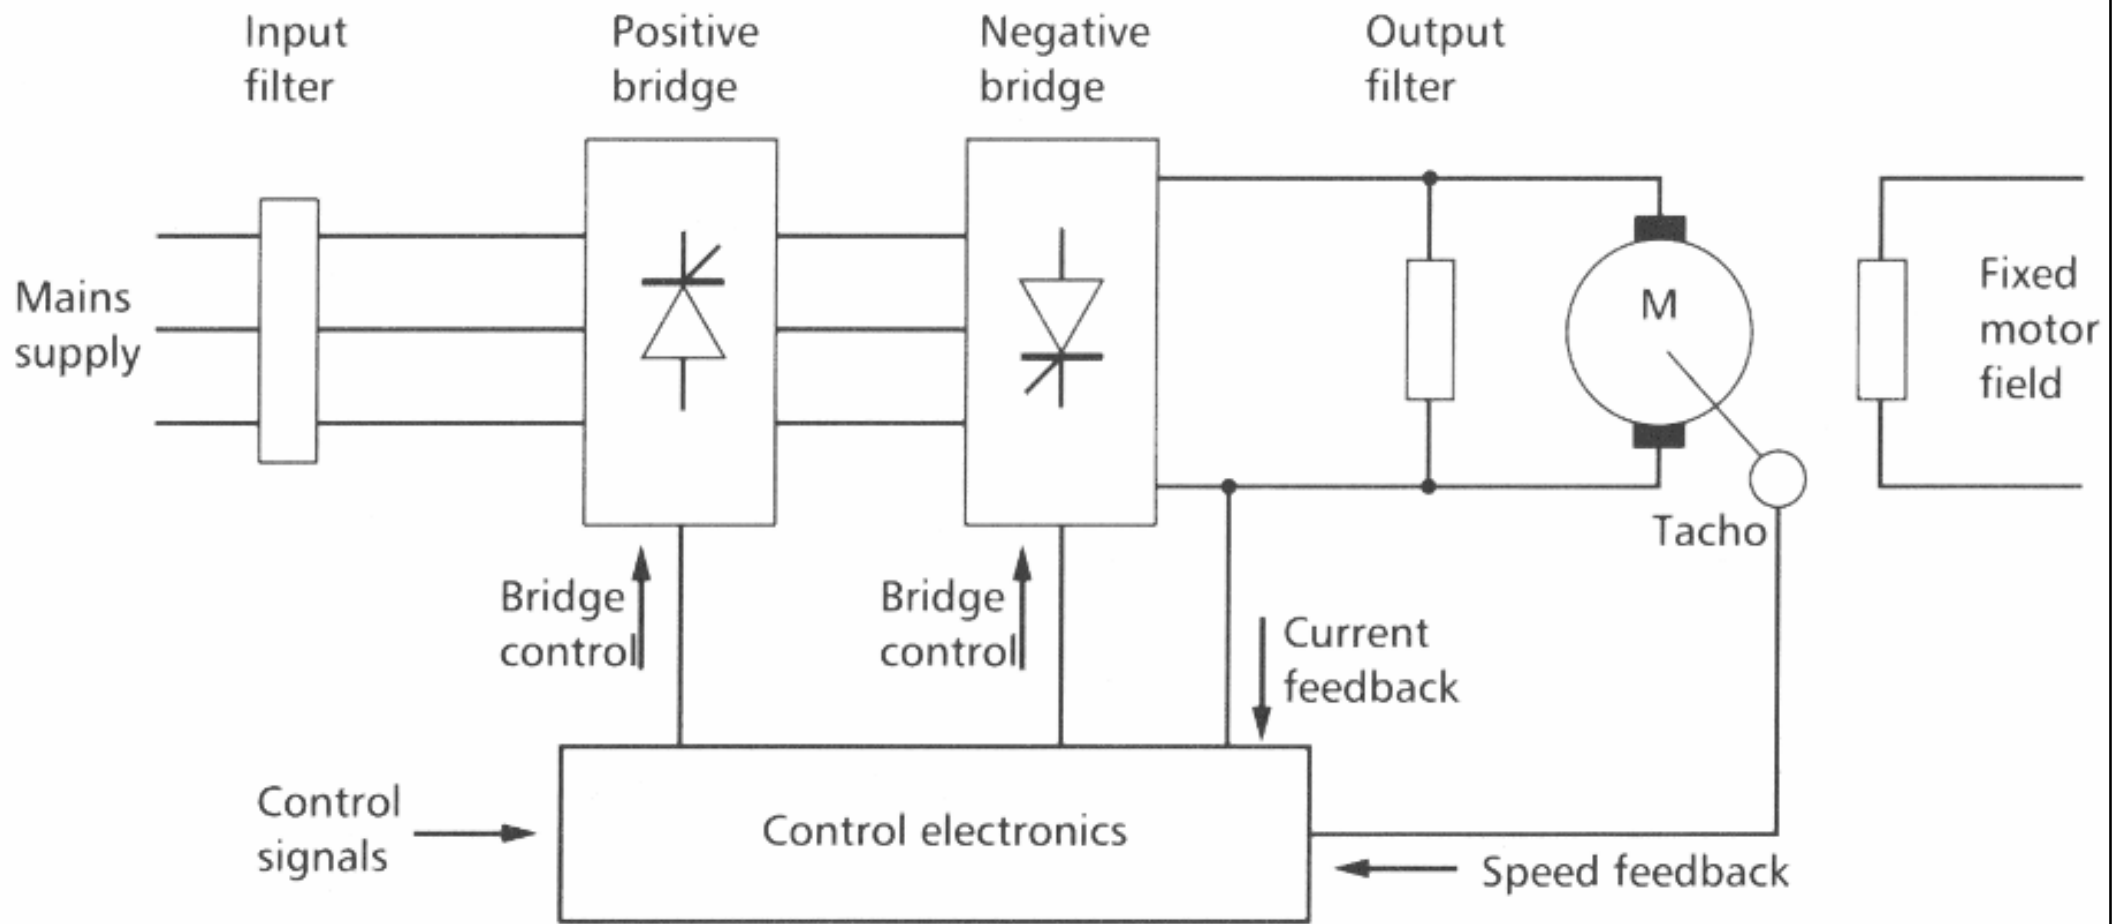 Input
filter
Positive
bridge
Negative
bridge
Output
filter
Mains
supply
M
Fixed
motor
field
Tacho
Bridge
control
Bridge
control
Current
feedback
Control
signals
Control electronics
Speed feedback